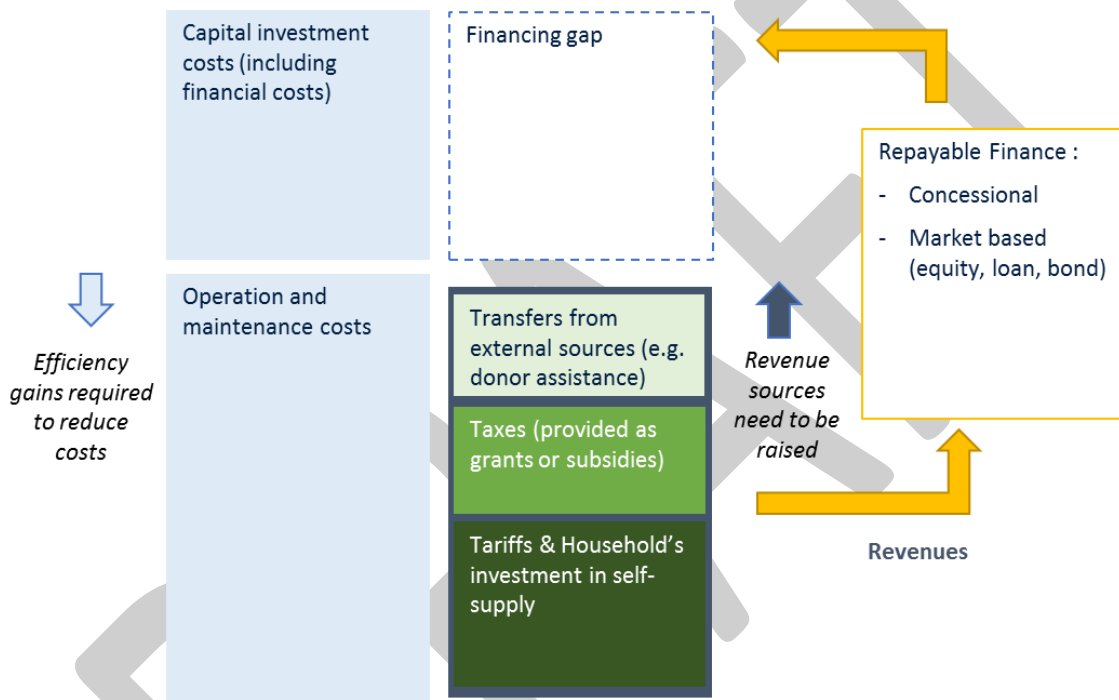 Capital investment
costs (including
financial costs)
Financing gap
Repayable Finance :
- Concessional
- Market based
(equity, loan, bond)
Efficiency
gains required
to reduce
costs
Operation and
maintenance costs
Transfers from
external sources (e.g.
donor assistance)
Taxes (provided as
grants or subsidies)
Tariffs & Household’s
investment in self-
supply
Revenue
sources
need to be
raised
Revenues